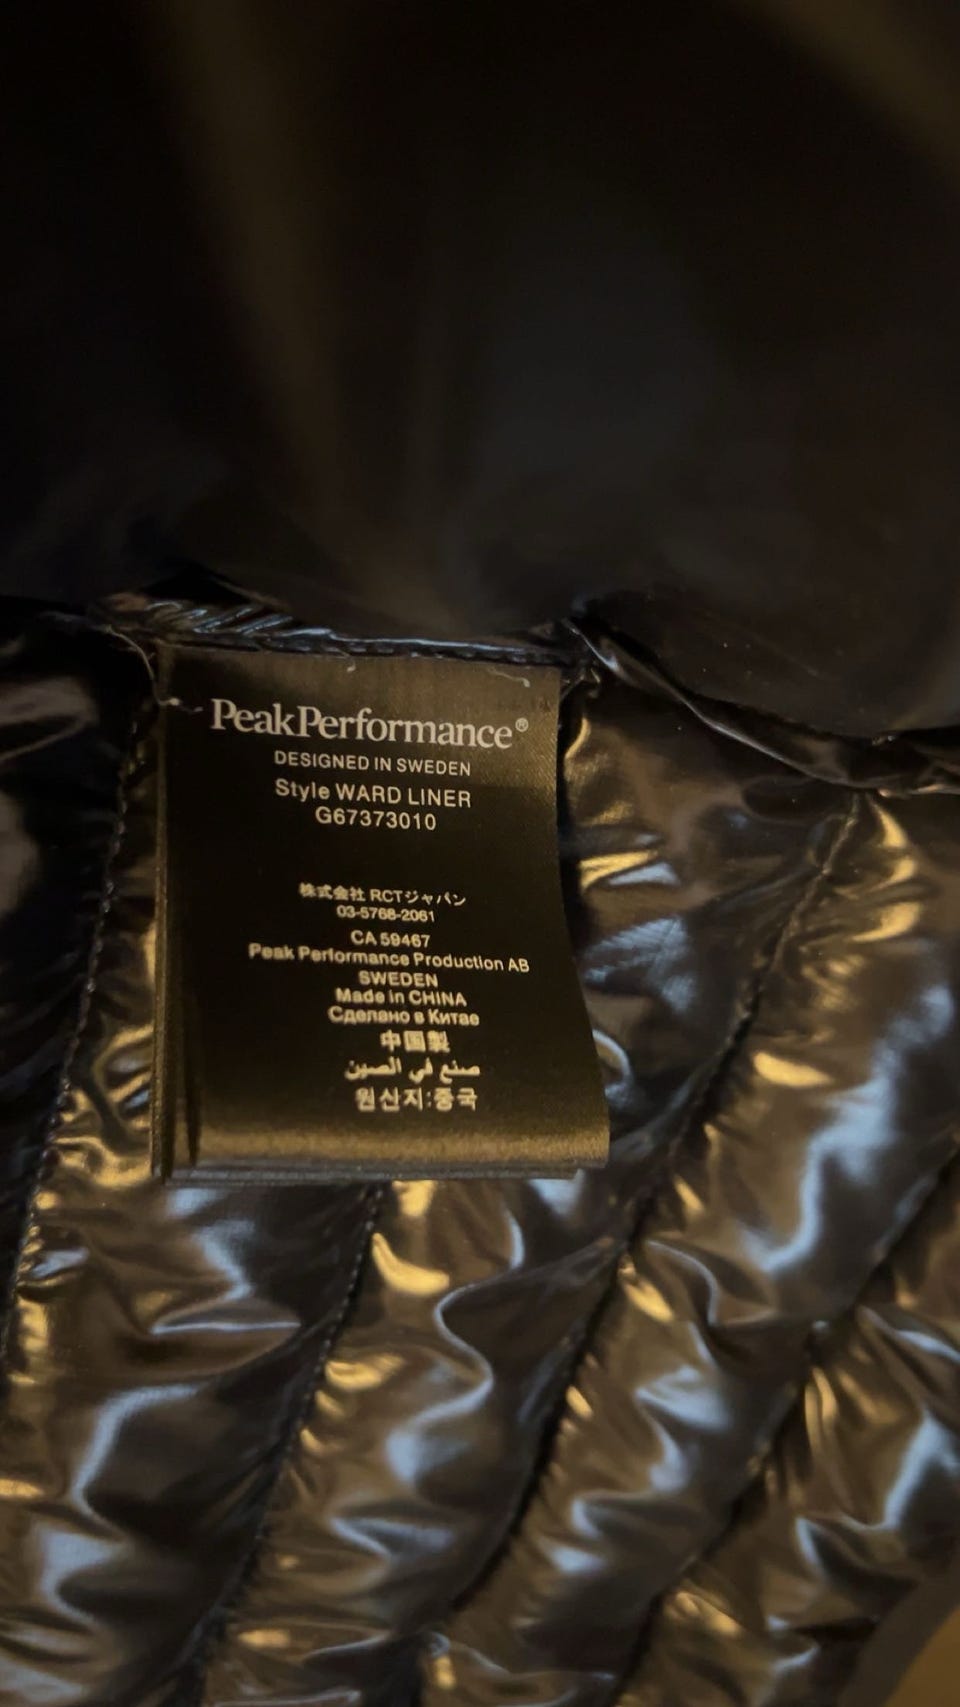 PeakPerformance®
DESIGNED IN SWEDEN
Style WARD LINER
G67373010
株式会社 RCTジャパン
03-5768-2061
CA 59467
Peak Performance Production AB
SWEDEN
Made in CHINA
Сделано в Китае
中国製
صنع في الصين
원산지:중국